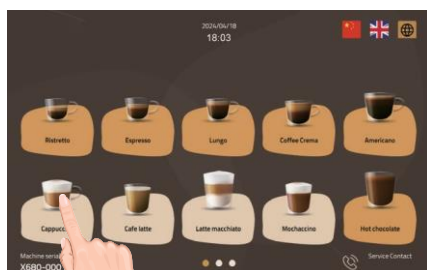 2024/04/18
18:03
Ristretto
Espresso
Lungo
Coffee Crema
Americano
Cappucc
Cafe latte
Latte macchiato
Mochaccino
Hot chocolate
Machine seria
X680-000
Service Contact